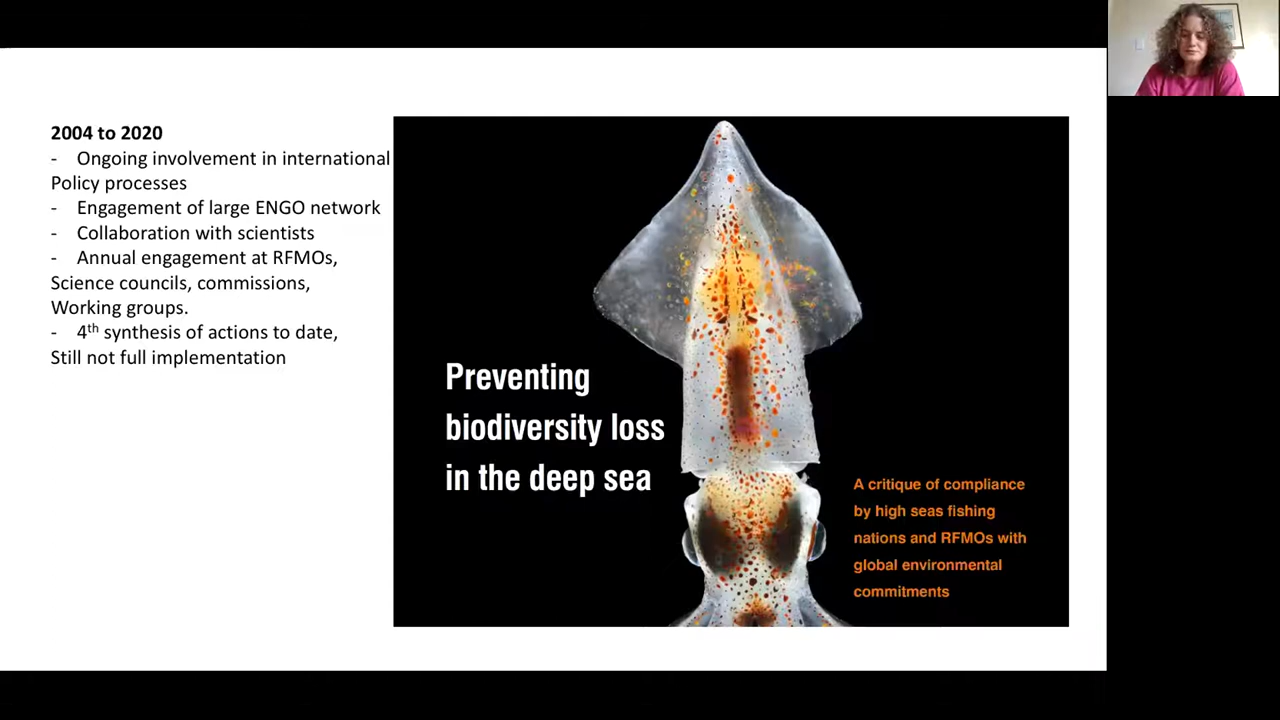 2004 to 2020
- Ongoing involvement in international
Policy processes
- Engagement of large ENGO network
- Collaboration with scientists
- Annual engagement at RFMOs,
Science councils, commissions,
Working groups.
- 4th synthesis of actions to date,
Still not full implementation
Preventing
biodiversity loss
in the deep sea
A critique of compliance
by high seas fishing
nations and RFMOs with
global environmental
commitments